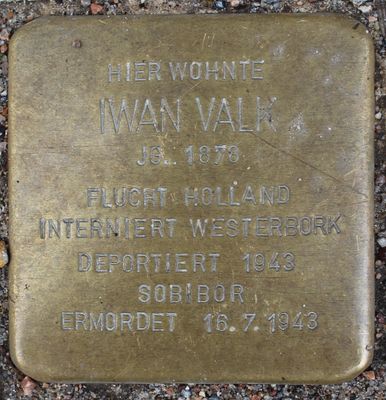 HIER WOHNTE
IWAN VALK
JG. 1878
FLUCHT HOLLAND
INTERNIERT WESTERBORK
DEPORTIERT 1943
SOBIBOR
ERMORDET 16.7.1943